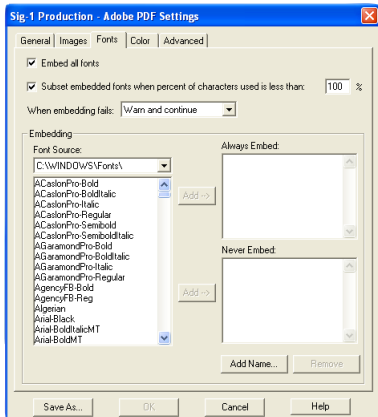 Sig-1 Production - Adobe PDF Settings
General Images Fonts Color Advanced
Embed all fonts
Subset embedded fonts when percent of characters used is less than: 100 %
When embedding fails: Warn and continue
Embedding
Font Source:
C:\WINDOWS\Fonts\
ACaslonPro-Bold
ACaslonPro-BoldItalic
ACaslonPro-Italic
ACaslonPro-Regular
ACaslonPro-Semibold
ACaslonPro-SemiboldItalic
AGaramondPro-Bold
AGaramondPro-BoldItalic
AGaramondPro-Italic
AGaramondPro-Regular
AgencyFB-Bold
AgencyFB-Reg
Algerian
Arial-Black
Arial-BoldItalicMT
Arial-BoldMT
Add -->
Add -->
Always Embed:
Never Embed:
Add Name... Remove
Save As... OK Cancel Help